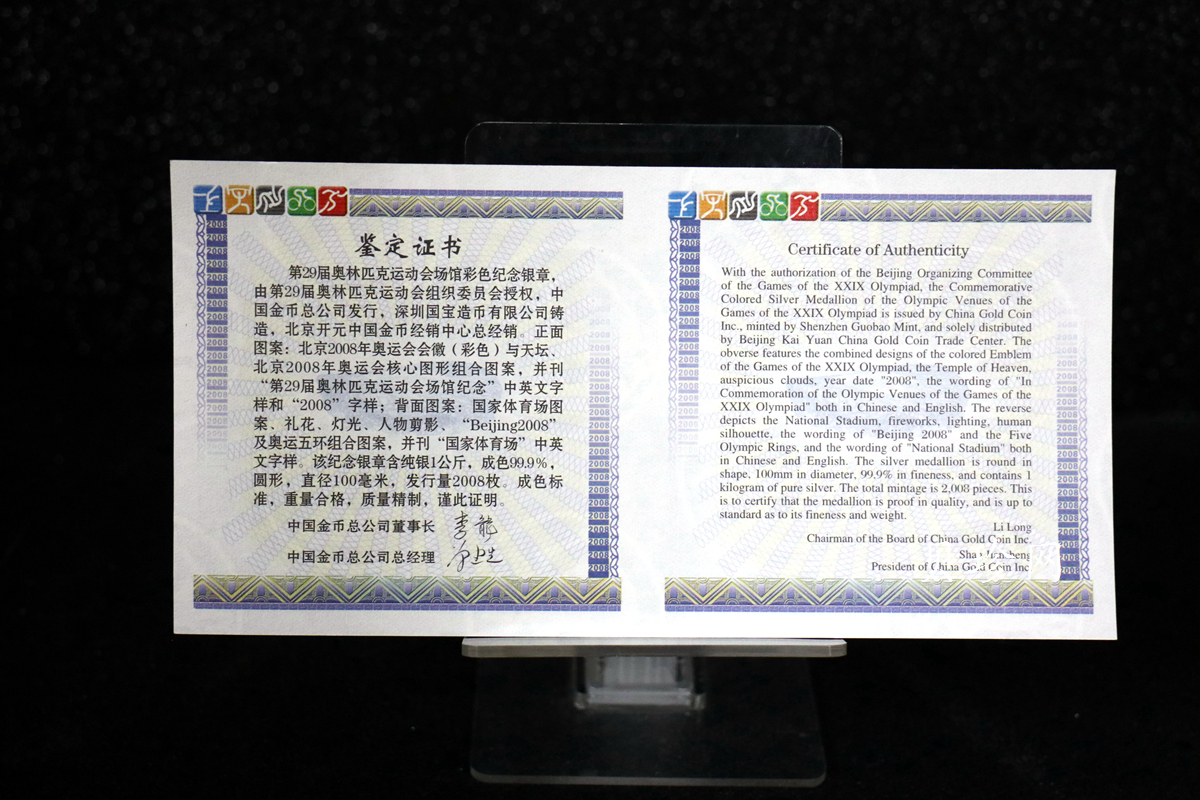 鉴定证书
第29届奥林匹克运动会场馆彩色纪念银章，
由第29届奥林匹克运动会组织委员会授权，中
国金币总公司发行，深圳国宝造币有限公司铸
造，北京开元中国金币经销中心总经销。正面
图案：北京2008年奥运会会徽（彩色）与天坛、
北京2008年奥运会核心图形组合图案，并刊
“第29届奥林匹克运动会场馆纪念”中英文字
样和“2008”字样；背面图案：国家体育场图
案、礼花、灯光、人物剪影、“Beijing2008”
及奥运五环组合图案，并刊“国家体育场”中英
文字样。该纪念银章含纯银1公斤，成色99.9%，
圆形，直径100毫米，发行量2008枚。成色标
准，重量合格，质量精制，谨此证明。
中国金币总公司董事长
中国金币总公司总经理
Certificate of Authenticity
With the authorization of the Beijing Organizing Committee
of the Games of the XXIX Olympiad, the Commemorative
Colored Silver Medallion of the Olympic Venues of the
Games of the XXIX Olympiad is issued by China Gold Coin
Inc., minted by Shenzhen Guobao Mint, and solely distributed
by Beijing Kai Yuan China Gold Coin Trade Center. The
obverse features the combined designs of the colored Emblem
of the Games of the XXIX Olympiad, the Temple of Heaven,
auspicious clouds, year date "2008", the wording of "In
Commemoration of the Olympic Venues of the Games of the
XXIX Olympiad" both in Chinese and English. The reverse
depicts the National Stadium, fireworks, lighting, human
silhouette, the wording of "Beijing 2008" and the Five
Olympic Rings, and the wording of "National Stadium" both
in Chinese and English. The silver medallion is round in
shape, 100mm in diameter, 99.9% in fineness, and contains 1
kilogram of pure silver. The total mintage is 2,008 pieces. This
is to certify that the medallion is proof in quality, and is up to
standard as to its fineness and weight.
Li Long
Chairman of the Board of China Gold Coin Inc.
President of China Gold Coin Inc